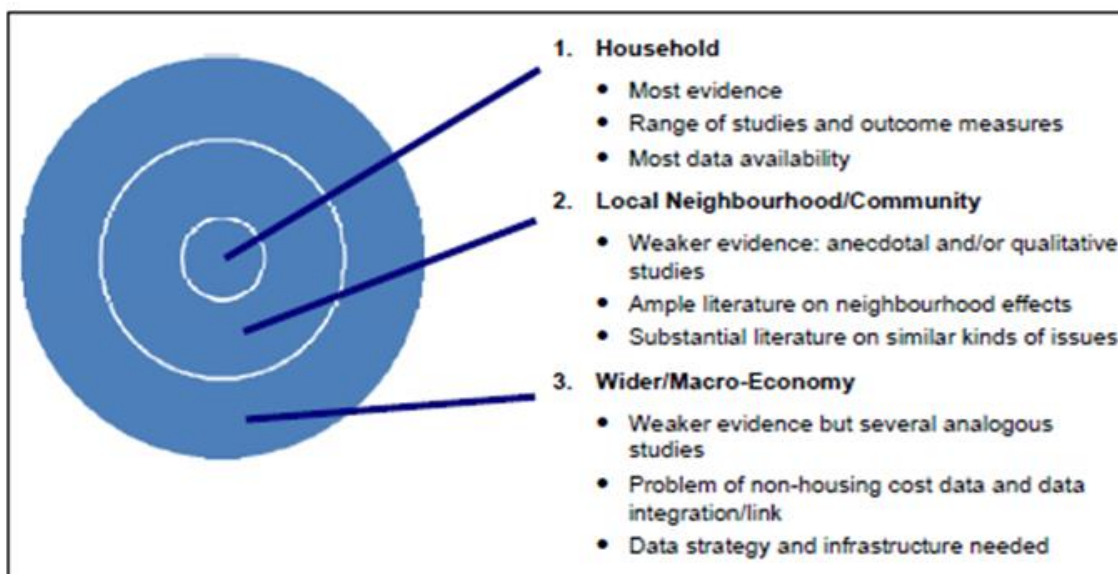 1. Household
• Most evidence
• Range of studies and outcome measures
• Most data availability
2. Local Neighbourhood/Community
• Weaker evidence: anecdotal and/or qualitative
studies
• Ample literature on neighbourhood effects
• Substantial literature on similar kinds of issues
3. Wider/Macro-Economy
• Weaker evidence but several analogous
studies
• Problem of non-housing cost data and data
integration/link
• Data strategy and infrastructure needed